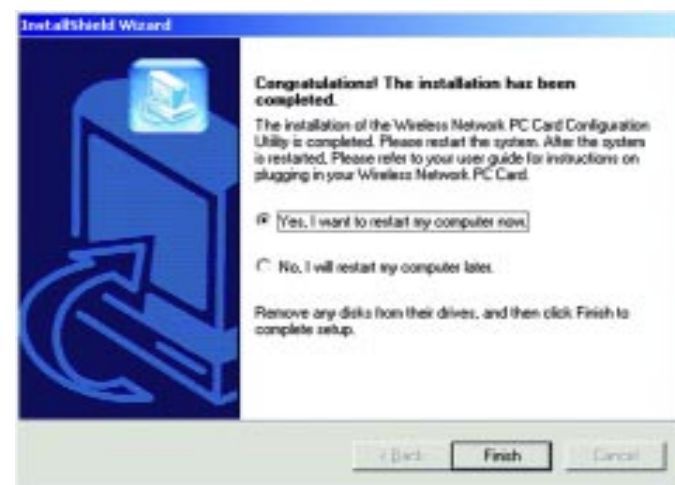 InstallShield Wizard
Congratulations! The installation has been
completed.
The installation of the Wireless Network PC Card Configuration
Utility is completed. Please restart the system. After the system
is restarted, Please refer to your user guide for instructions on
plugging in your Wireless Network PC Card.
Yes, I want to restart my computer now.
No, I will restart my computer later.
Remove any disks from their drives, and then click Finish to
complete setup.
< Back
Finish
Cancel